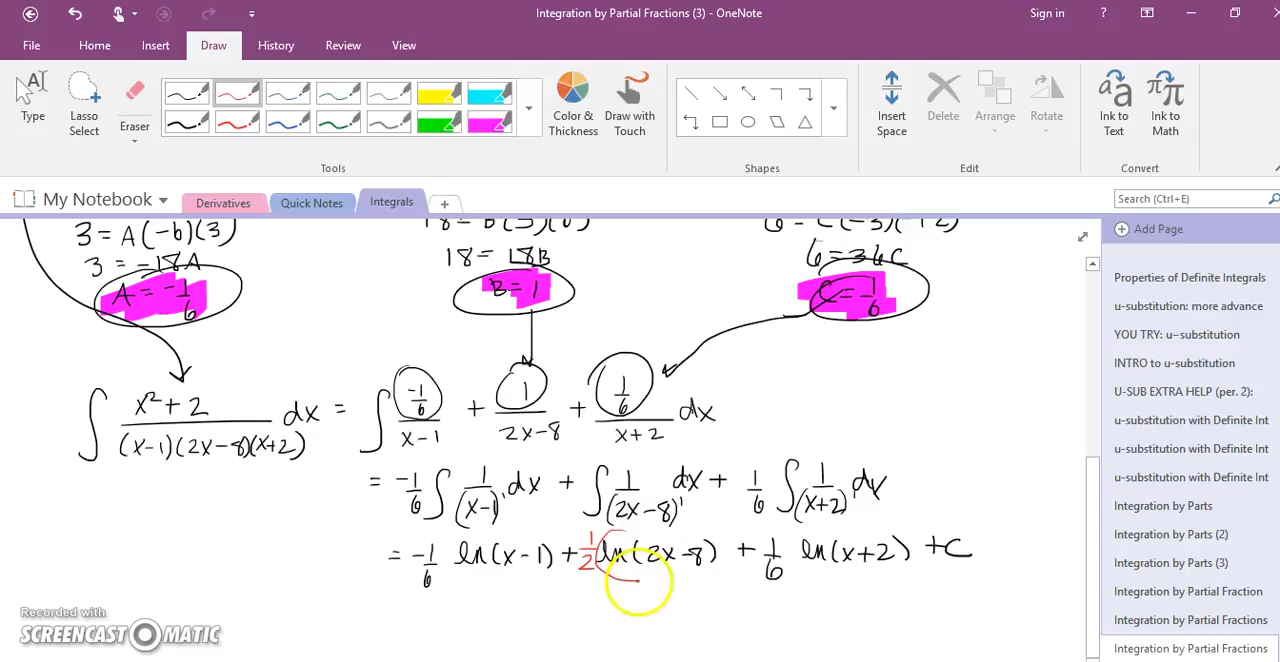 Integration by Partial Fractions (3) - OneNote
Sign in
?
File Home Insert Draw History Review View
Type
Lasso Select
Eraser
Color & Thickness
Draw with Touch
Insert Space
Delete
Arrange
Rotate
Ink to Text
Ink to Math
Tools
Shapes
Edit
Convert
My Notebook
Derivatives
Quick Notes
Integrals
+
Search (Ctrl+E)
Add Page
Properties of Definite Integrals
u-substitution: more advance
YOU TRY: u-substitution
INTRO to u-substitution
U-SUB EXTRA HELP (per. 2):
u-substitution with Definite Int
u-substitution with Definite Int
u-substitution with Definite Int
Integration by Parts
Integration by Parts (2)
Integration by Parts (3)
Integration by Partial Fraction
Integration by Partial Fractions
Integration by Partial Fractions
3 = A(-6)(3)
3 = -18A
A = -1/6
18 = 18B
B = 1
6 = 36C
C = 1/6
∫ (x²+2)/((x-1)(2x-8)(x+2)) dx = ∫ (-1/6)/(x-1) + 1/(2x-8) + (1/6)/(x+2) dx
= -1/6 ∫ 1/(x-1)¹ dx + ∫ 1/(2x-8)¹ dx + 1/6 ∫ 1/(x+2)¹ dx
= -1/6 ln(x-1) + 1/2 (ln(2x-8) + 1/6 ln(x+2) + C
Recorded with
SCREENCAST-O-MATIC